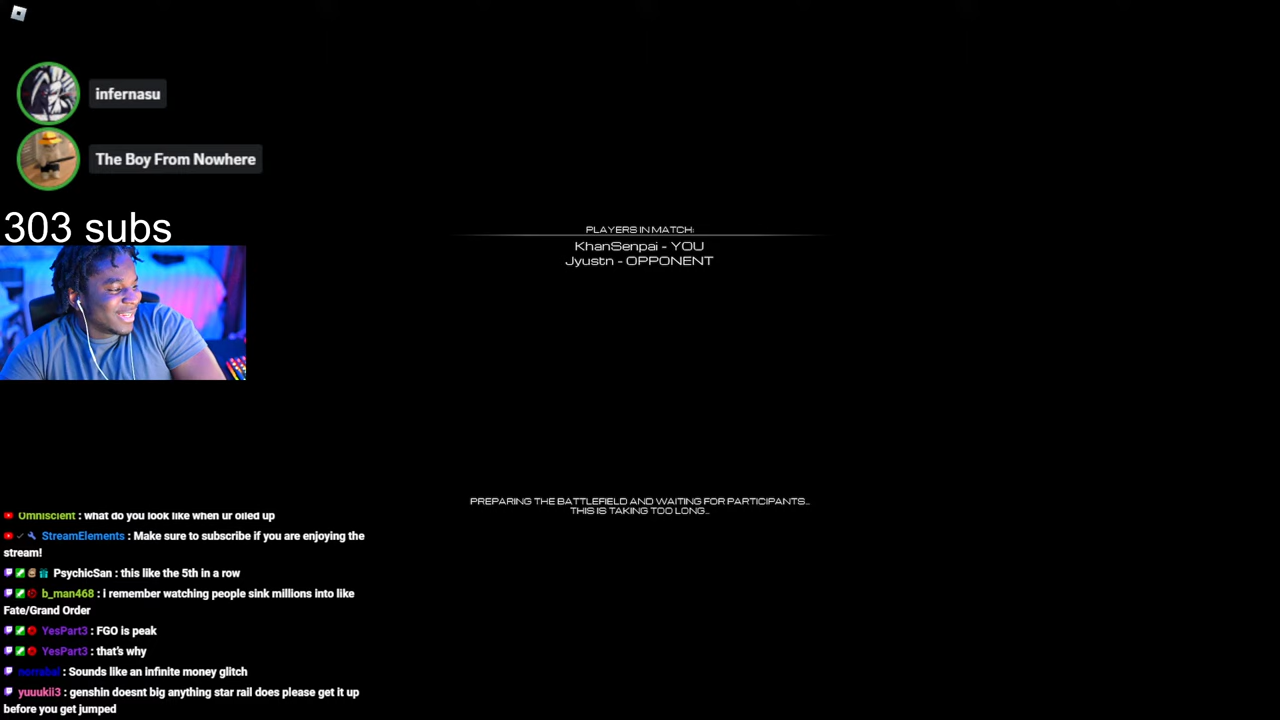 infernasu
The Boy From Nowhere
303 subs
PLAYERS IN MATCH:
KhanSenpai - YOU
Jyustn - OPPONENT
PREPARING THE BATTLEFIELD AND WAITING FOR PARTICIPANTS...
THIS IS TAKING TOO LONG...
Omniscient : what do you look like when ur oiled up
StreamElements : Make sure to subscribe if you are enjoying the
stream!
PsychicSan : this like the 5th in a row
b_man468 : i remember watching people sink millions into like
Fate/Grand Order
YesPart3 : FGO is peak
YesPart3 : that's why
norrabal : Sounds like an infinite money glitch
yuuukii3 : genshin doesnt big anything star rail does please get it up
before you get jumped